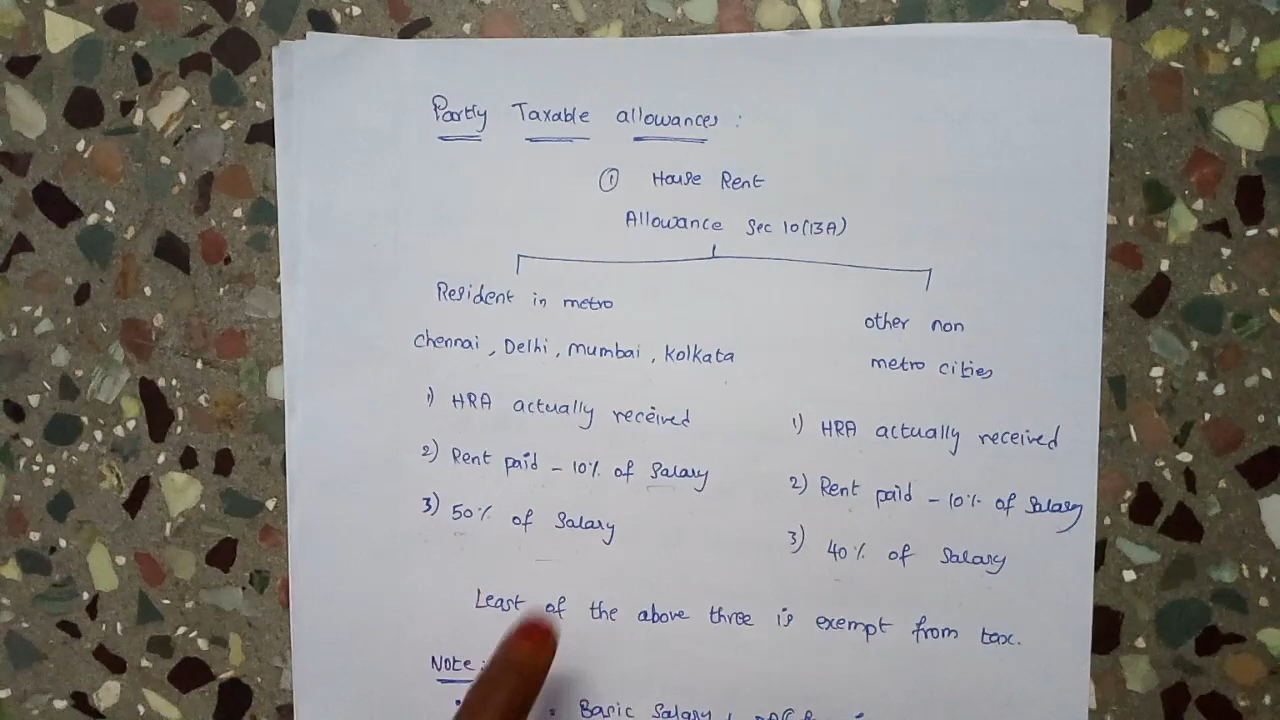 Partly Taxable allowances :
① House Rent
Allowance Sec 10(13A)
Resident in metro
chennai , Delhi , Mumbai , Kolkata
1) HRA actually received
2) Rent paid - 10% of Salary
3) 50% of Salary
other non
metro cities
1) HRA actually received
2) Rent paid - 10% of Salary
3) 40% of Salary
Least of the above three is exempt from tax.
Note :
= Basic Salary +